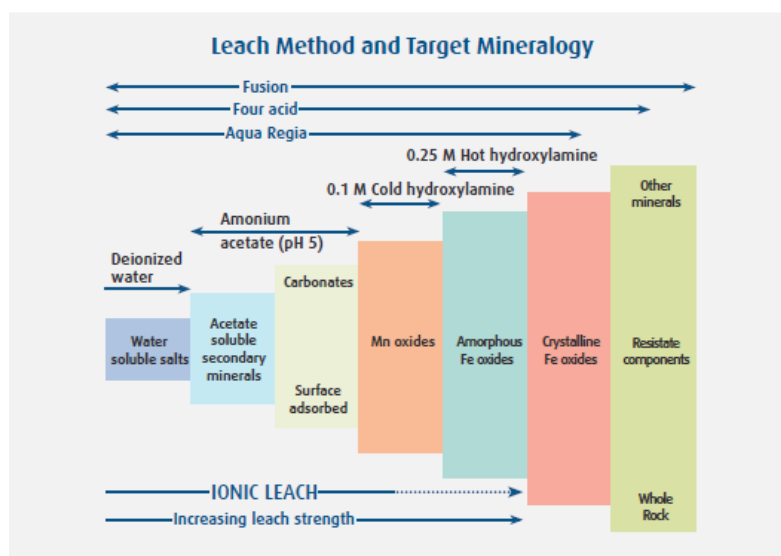 Leach Method and Target Mineralogy
Fusion
Four acid
Aqua Regia
0.25 M Hot hydroxylamine
0.1 M Cold hydroxylamine
Amonium
acetate (pH 5)
Deionized
water
Water
soluble salts
Acetate
soluble
secondary
minerals
Carbonates
Surface
adsorbed
Mn oxides
Amorphous
Fe oxides
Crystalline
Fe oxides
Other
minerals
Resistate
components
Whole
Rock
IONIC LEACH
Increasing leach strength